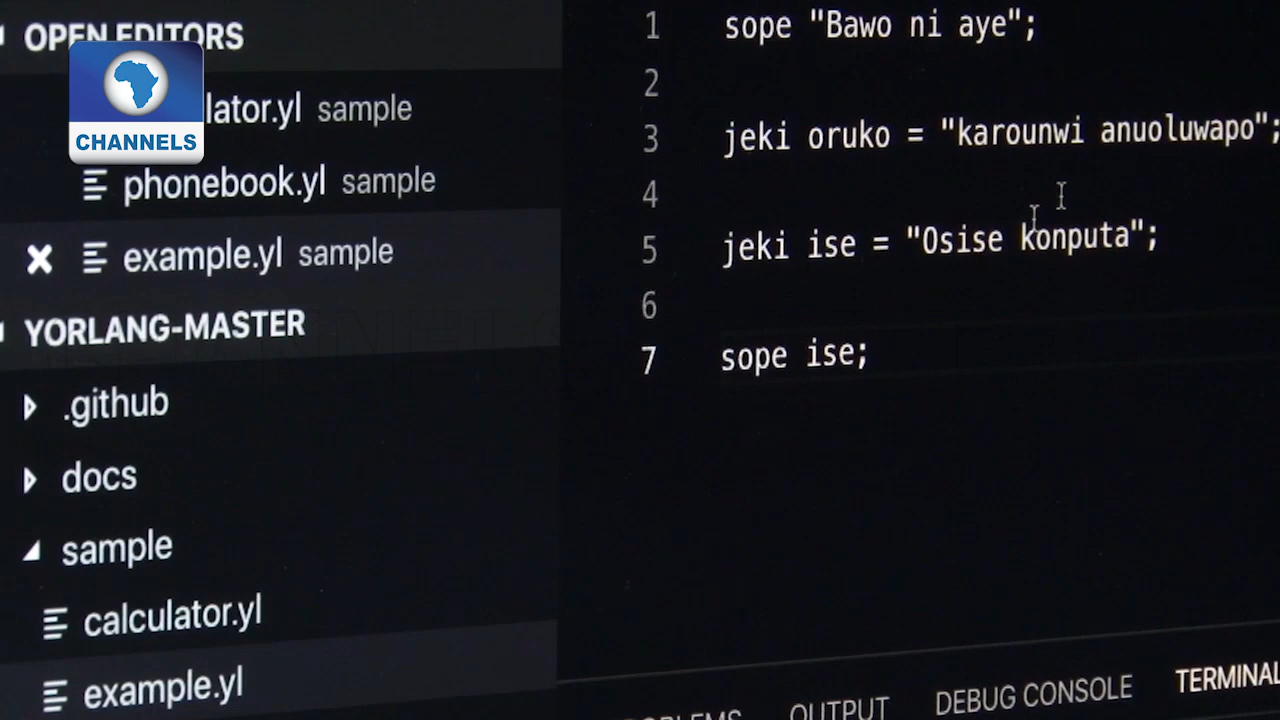 OPEN EDITORS
CHANNELS
lator.yl sample
phonebook.yl sample
example.yl sample
YORLANG-MASTER
.github
docs
sample
calculator.yl
example.yl
1 sope "Bawo ni aye";
2
3 jeki oruko = "karounwi anuoluwapo";
4
5 jeki ise = "Osise konputa";
6
7 sope ise;
OUTPUT
DEBUG CONSOLE
TERMINAL